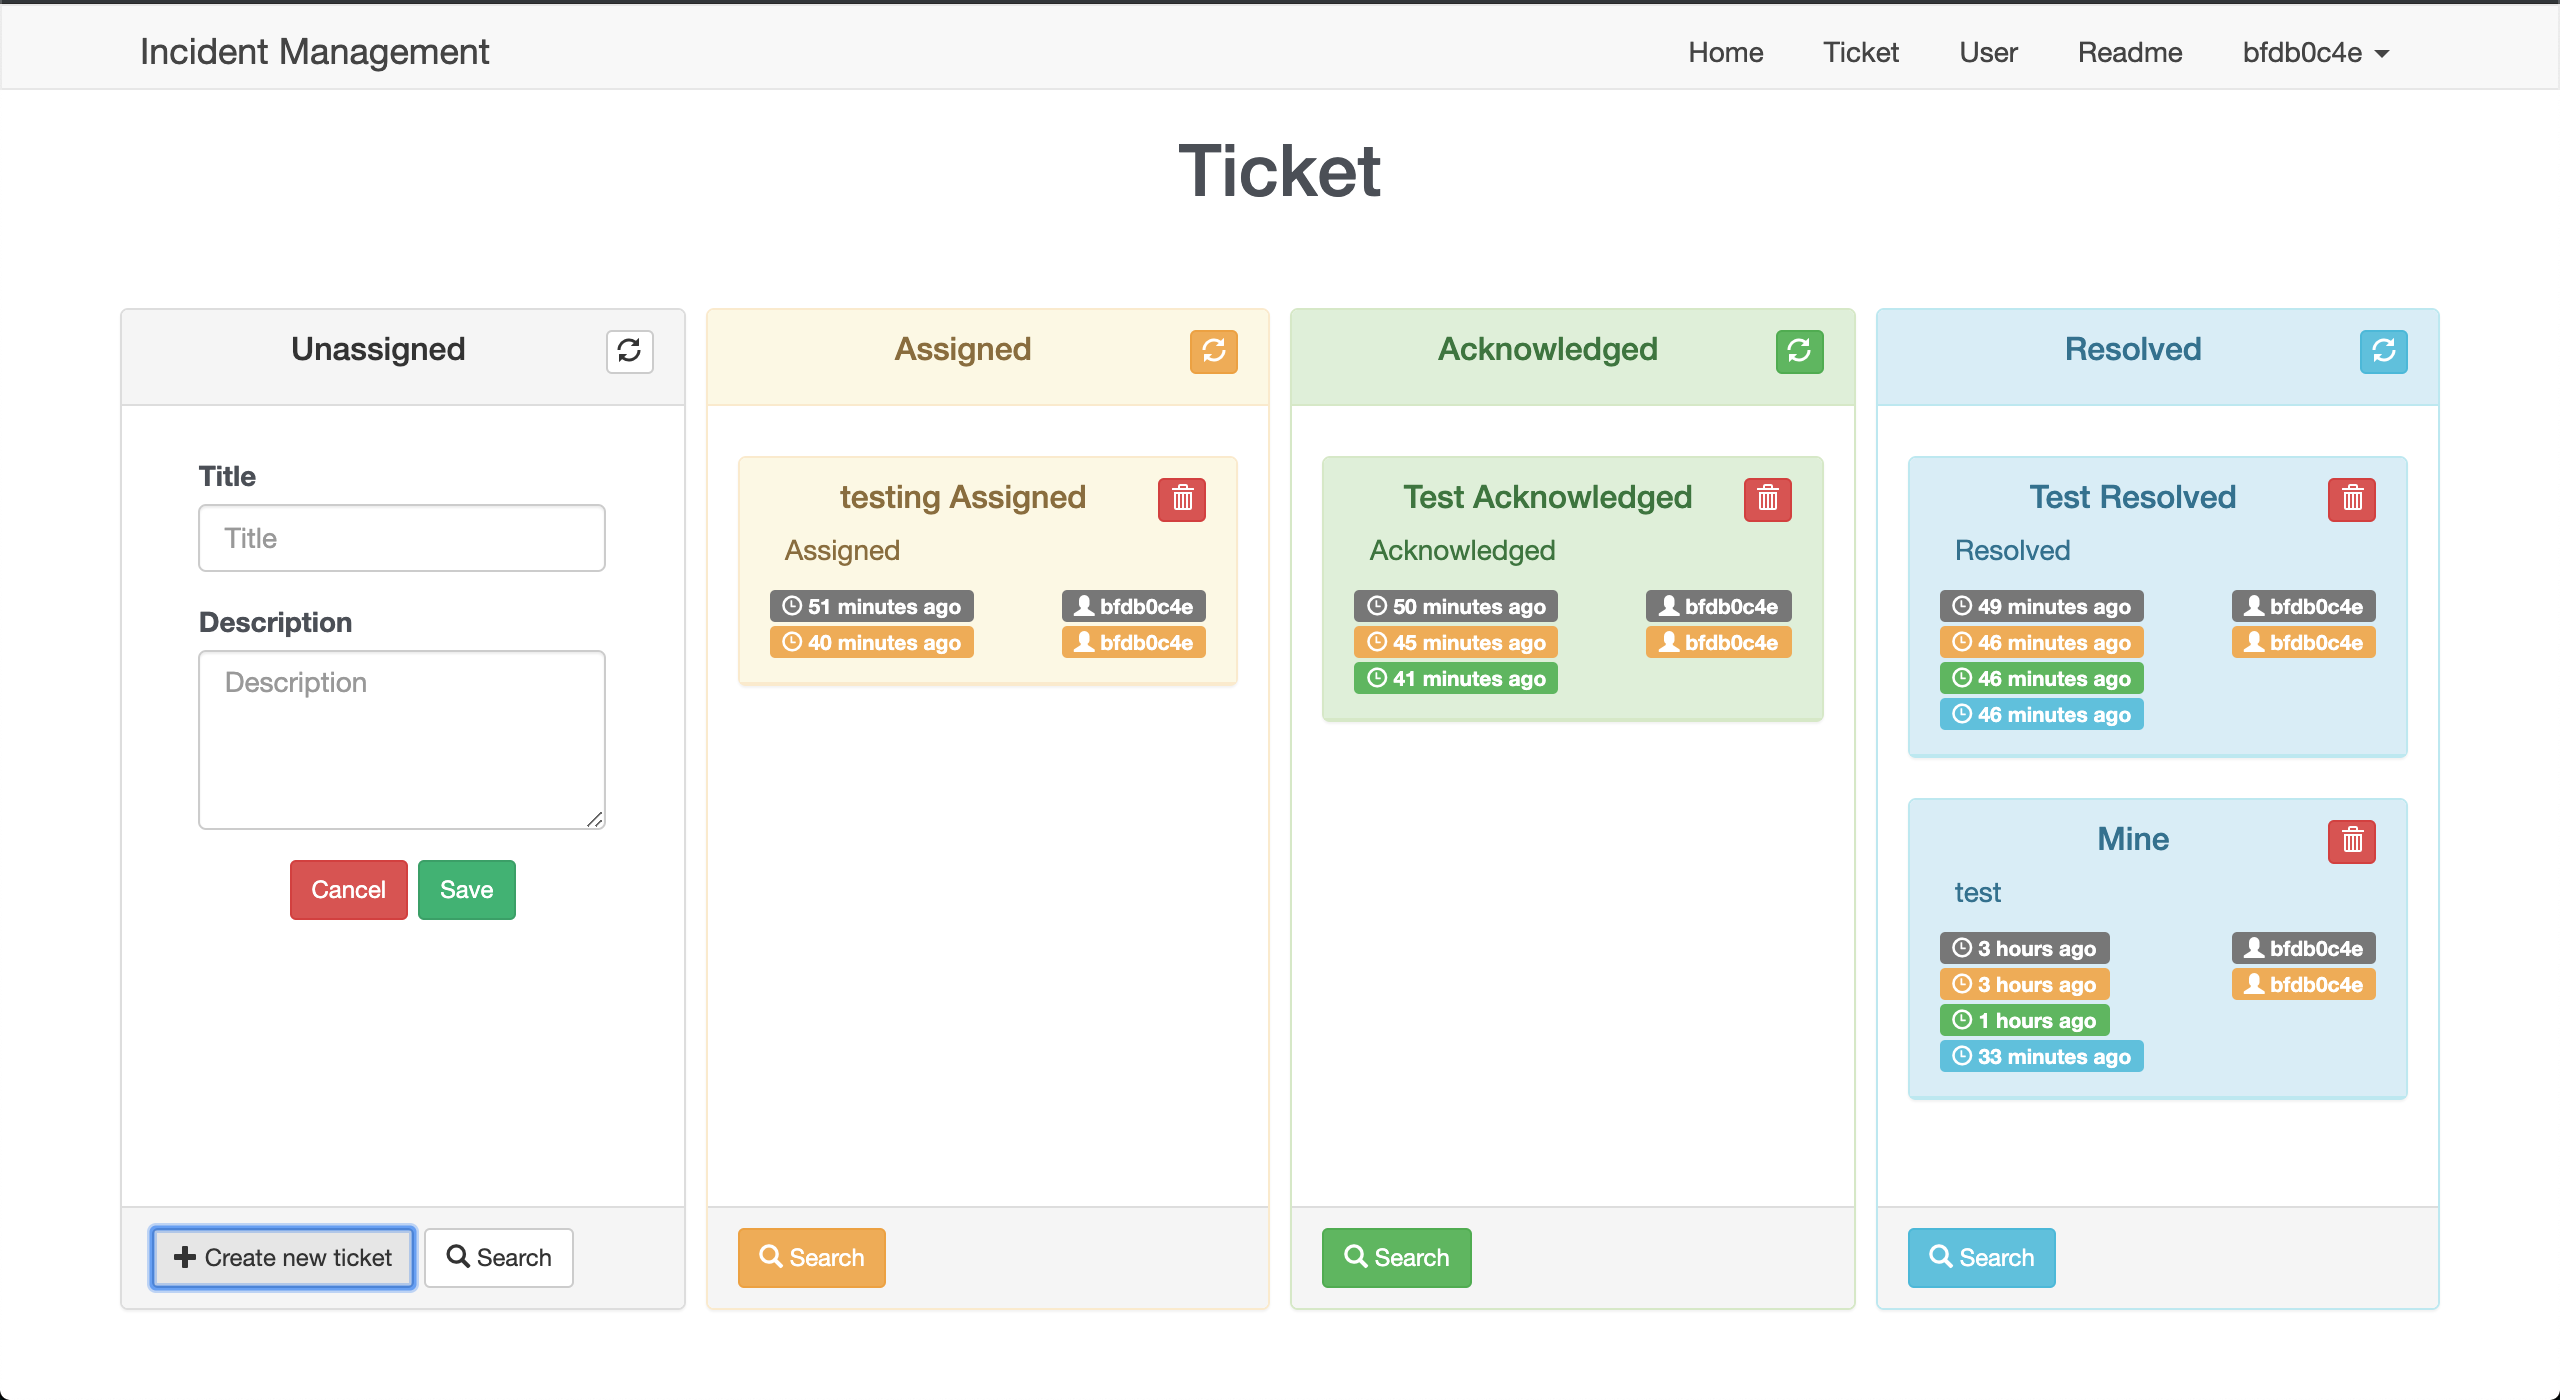 Incident Management
Home Ticket User Readme bfdb0c4e
Ticket
Unassigned
Title
Title
Description
Description
Cancel Save
Create new ticket Search
Assigned
testing Assigned
Assigned
51 minutes ago bfdb0c4e
40 minutes ago bfdb0c4e
Search
Acknowledged
Test Acknowledged
Acknowledged
50 minutes ago bfdb0c4e
45 minutes ago bfdb0c4e
41 minutes ago
Search
Resolved
Test Resolved
Resolved
49 minutes ago bfdb0c4e
46 minutes ago bfdb0c4e
46 minutes ago
46 minutes ago
Mine
test
3 hours ago bfdb0c4e
3 hours ago bfdb0c4e
1 hours ago
33 minutes ago
Search